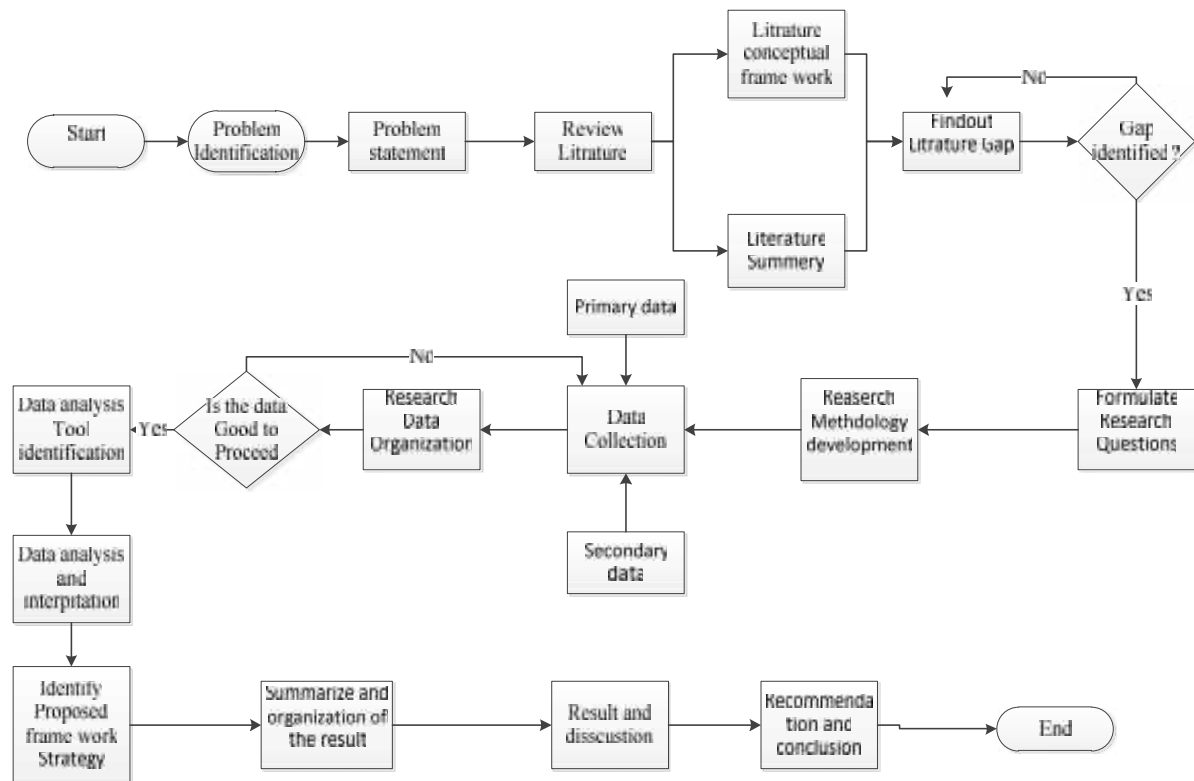 Start
Problem
Identification
Problem
statement
Review
Litrature
Litrature
conceptual
frame work
Literature
Summery
Findout
Litrature Gap
No
Gap
identified ?
Yes
Formulate
Research
Questions
Reaserch
Methdology
development
Primary data
Data
Collection
Secondary
data
Research
Data
Organization
No
Is the data
Good to
Proceed
Yes
Data analysis
Tool
identification
Data analysis
and
interpitation
Identify
Proposed
frame work
Strategy
Summarize and
organization of
the result
Result and
disscustion
Recommenda
tion and
conclusion
End